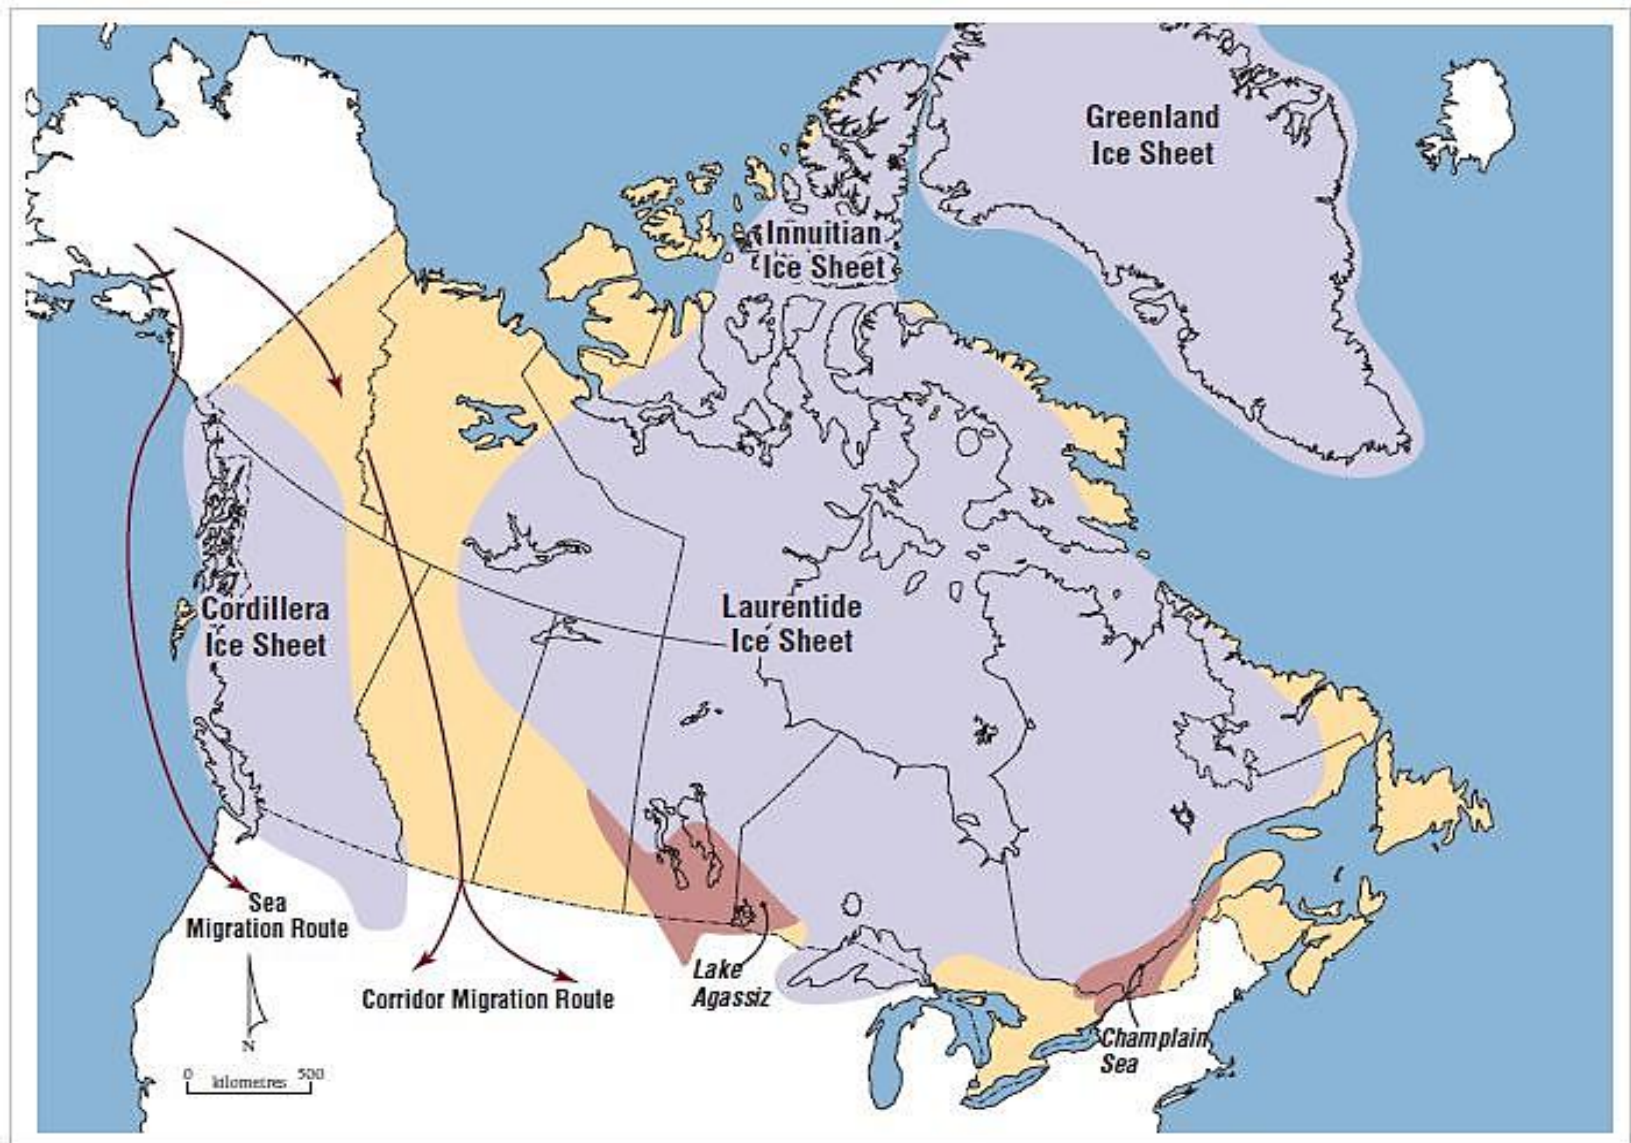 Greenland
Ice Sheet
Innuitian
Ice Sheet
Cordillera
Ice Sheet
Laurentide
Ice Sheet
Sea
Migration Route
Corridor Migration Route
Lake
Agassiz
Champlain
Sea
N
0 kilometres 500